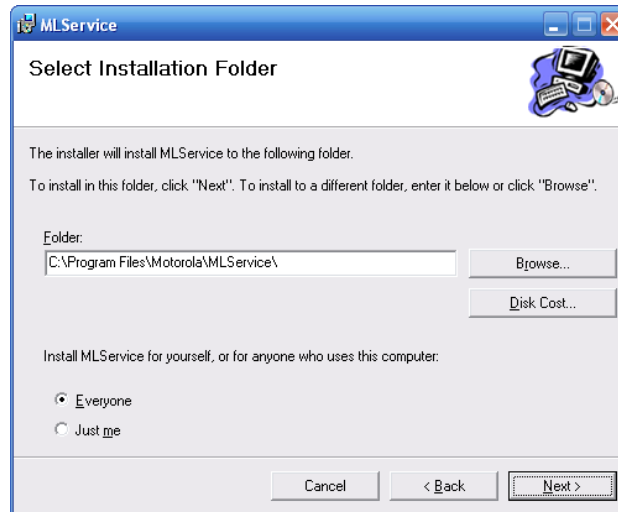 MLService
Select Installation Folder
The installer will install MLService to the following folder.
To install in this folder, click "Next". To install to a different folder, enter it below or click "Browse".
Folder:
C:\Program Files\Motorola\MLService\
Browse...
Disk Cost...
Install MLService for yourself, or for anyone who uses this computer:
Everyone
Just me
Cancel
< Back
Next >